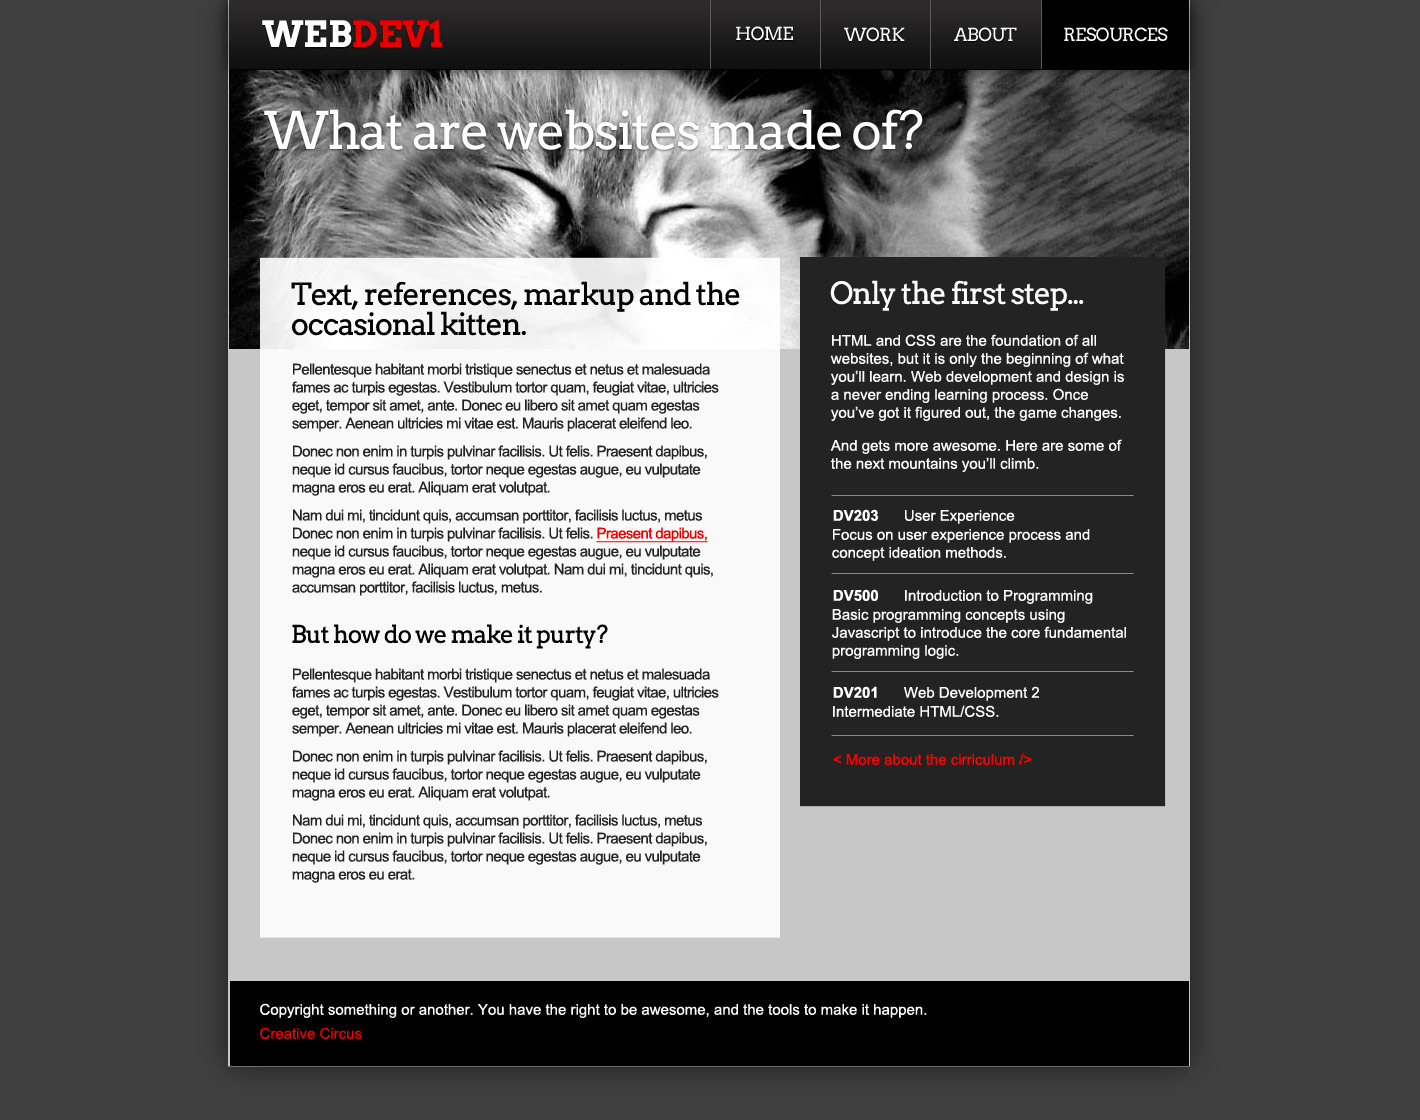 WEBDEV1
HOME
WORK
ABOUT
RESOURCES
What are websites made of?
Text, references, markup and the
occasional kitten.
Pellentesque habitant morbi tristique senectus et netus et malesuada
fames ac turpis egestas. Vestibulum tortor quam, feugiat vitae, ultricies
eget, tempor sit amet, ante. Donec eu libero sit amet quam egestas
semper. Aenean ultricies mi vitae est. Mauris placerat eleifend leo.
Donec non enim in turpis pulvinar facilisis. Ut felis. Praesent dapibus,
neque id cursus faucibus, tortor neque egestas augue, eu vulputate
magna eros eu erat. Aliquam erat volutpat.
Nam dui mi, tincidunt quis, accumsan porttitor, facilisis luctus, metus
Donec non enim in turpis pulvinar facilisis. Ut felis. Praesent dapibus,
neque id cursus faucibus, tortor neque egestas augue, eu vulputate
magna eros eu erat. Aliquam erat volutpat. Nam dui mi, tincidunt quis,
accumsan porttitor, facilisis luctus, metus.
But how do we make it purty?
Pellentesque habitant morbi tristique senectus et netus et malesuada
fames ac turpis egestas. Vestibulum tortor quam, feugiat vitae, ultricies
eget, tempor sit amet, ante. Donec eu libero sit amet quam egestas
semper. Aenean ultricies mi vitae est. Mauris placerat eleifend leo.
Donec non enim in turpis pulvinar facilisis. Ut felis. Praesent dapibus,
neque id cursus faucibus, tortor neque egestas augue, eu vulputate
magna eros eu erat. Aliquam erat volutpat.
Nam dui mi, tincidunt quis, accumsan porttitor, facilisis luctus, metus
Donec non enim in turpis pulvinar facilisis. Ut felis. Praesent dapibus,
neque id cursus faucibus, tortor neque egestas augue, eu vulputate
magna eros eu erat.
Only the first step...
HTML and CSS are the foundation of all
websites, but it is only the beginning of what
you'll learn. Web development and design is
a never ending learning process. Once
you've got it figured out, the game changes.
And gets more awesome. Here are some of
the next mountains you'll climb.
DV203 User Experience
Focus on user experience process and
concept ideation methods.
DV500 Introduction to Programming
Basic programming concepts using
Javascript to introduce the core fundamental
programming logic.
DV201 Web Development 2
Intermediate HTML/CSS.
< More about the cirriculum />
Copyright something or another. You have the right to be awesome, and the tools to make it happen.
Creative Circus